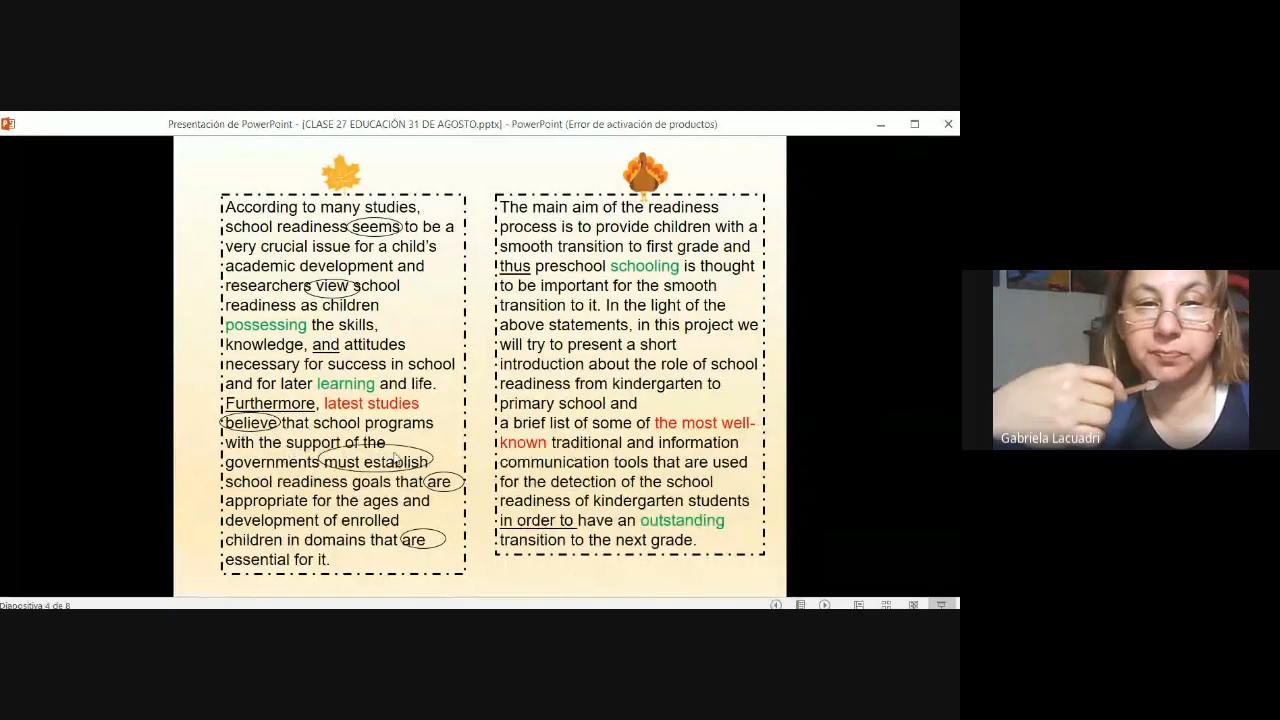 Presentación de PowerPoint - [CLASE 27 EDUCACIÓN 31 DE AGOSTO.pptx] - PowerPoint (Error de activación de productos)
According to many studies,
school readiness seems to be a
very crucial issue for a child's
academic development and
researchers view school
readiness as children
possessing the skills,
knowledge, and attitudes
necessary for success in school
and for later learning and life.
Furthermore, latest studies
believe that school programs
with the support of the
governments must establish
school readiness goals that are
appropriate for the ages and
development of enrolled
children in domains that are
essential for it.
The main aim of the readiness
process is to provide children with a
smooth transition to first grade and
thus preschool schooling is thought
to be important for the smooth
transition to it. In the light of the
above statements, in this project we
will try to present a short
introduction about the role of school
readiness from kindergarten to
primary school and
a brief list of some of the most well-
known traditional and information
communication tools that are used
for the detection of the school
readiness of kindergarten students
in order to have an outstanding
transition to the next grade.
Gabriela Lacuadri
Diapositiva 4 de 8